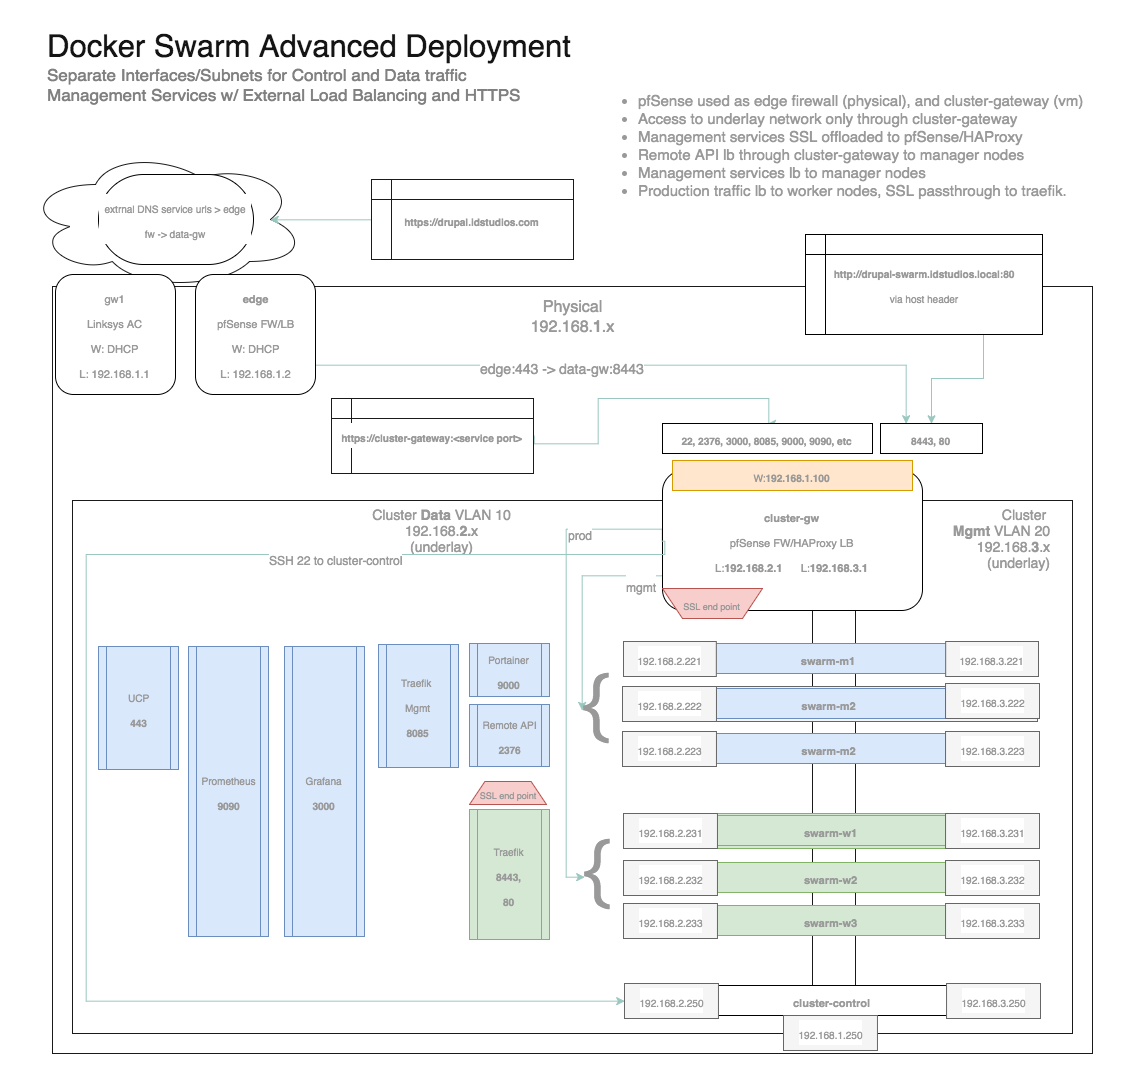 Docker Swarm Advanced Deployment
Separate Interfaces/Subnets for Control and Data traffic
Management Services w/ External Load Balancing and HTTPS
• pfSense used as edge firewall (physical), and cluster-gateway (vm)
• Access to underlay network only through cluster-gateway
• Management services SSL offloaded to pfSense/HAProxy
• Remote API lb through cluster-gateway to manager nodes
• Management services lb to manager nodes
• Production traffic lb to worker nodes, SSL passthrough to traefik.
extrnal DNS service urls > edge
fw -> data-gw
https://drupal.idstudios.com
http://drupal-swarm.idstudios.local:80
via host header
gw1
Linksys AC
W: DHCP
L: 192.168.1.1
edge
pfSense FW/LB
W: DHCP
L: 192.168.1.2
Physical
192.168.1.x
edge:443 -> data-gw:8443
https://cluster-gateway:<service port>
22, 2376, 3000, 8085, 9000, 9090, etc
8443, 80
W:192.168.1.100
cluster-gw
pfSense FW/HAProxy LB
L:192.168.2.1 L:192.168.3.1
SSL end point
Cluster Data VLAN 10
192.168.2.x
(underlay)
Cluster
Mgmt VLAN 20
192.168.3.x
(underlay)
prod
SSH 22 to cluster-control
mgmt
UCP
443
Prometheus
9090
Grafana
3000
Traefik
Mgmt
8085
Portainer
9000
Remote API
2376
SSL end point
Traefik
8443,
80
{
{
192.168.2.221 swarm-m1 192.168.3.221
192.168.2.222 swarm-m2 192.168.3.222
192.168.2.223 swarm-m2 192.168.3.223
192.168.2.231 swarm-w1 192.168.3.231
192.168.2.232 swarm-w2 192.168.3.232
192.168.2.233 swarm-w3 192.168.3.233
192.168.2.250 cluster-control 192.168.3.250
192.168.1.250